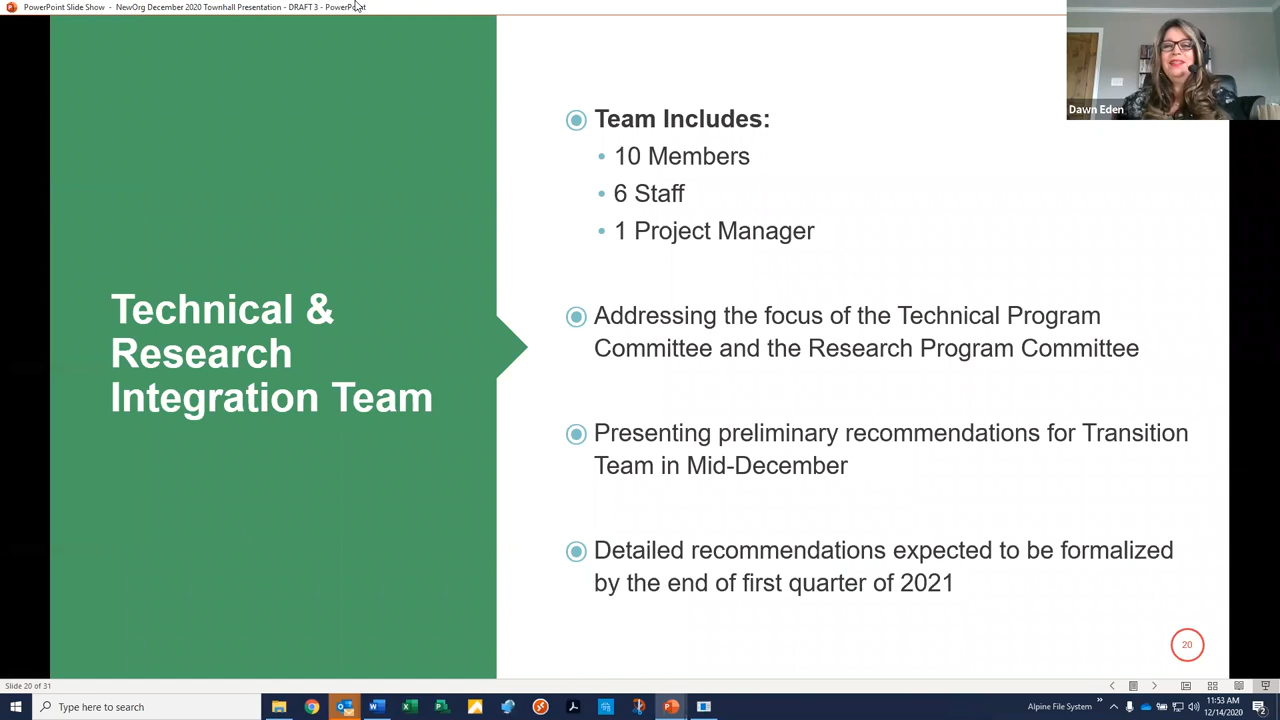 PowerPoint Slide Show - NewOrg December 2020 Townhall Presentation - DRAFT 3 - PowerPoint
Dawn Eden
Technical &
Research
Integration Team
Team Includes:
• 10 Members
• 6 Staff
• 1 Project Manager
Addressing the focus of the Technical Program
Committee and the Research Program Committee
Presenting preliminary recommendations for Transition
Team in Mid-December
Detailed recommendations expected to be formalized
by the end of first quarter of 2021
20
Slide 20 of 31
Type here to search
Alpine File System
11:53 AM
12/14/2020
2